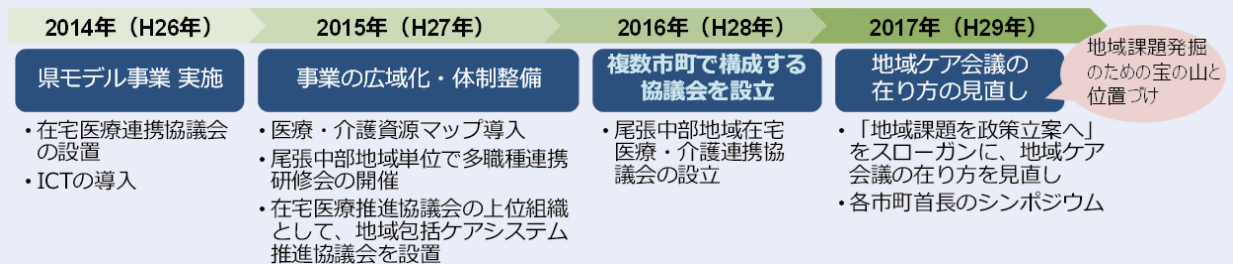 2014年（H26年）
2015年（H27年）
2016年（H28年）
2017年（H29年）
県モデル事業 実施
事業の広域化・体制整備
複数市町で構成する
協議会を設立
地域ケア会議の
在り方の見直し
地域課題発掘
のための宝の山と
位置づけ
・在宅医療連携協議会
の設置
・ICTの導入
・医療・介護資源マップ導入
・尾張中部地域単位で多職種連携
研修会の開催
・在宅医療推進協議会の上位組織
として、地域包括ケアシステム
推進協議会を設置
・尾張中部地域在宅
医療・介護連携協
議会の設立
・「地域課題を政策立案へ」
をスローガンに、地域ケア
会議の在り方を見直し
・各市町首長のシンポジウム